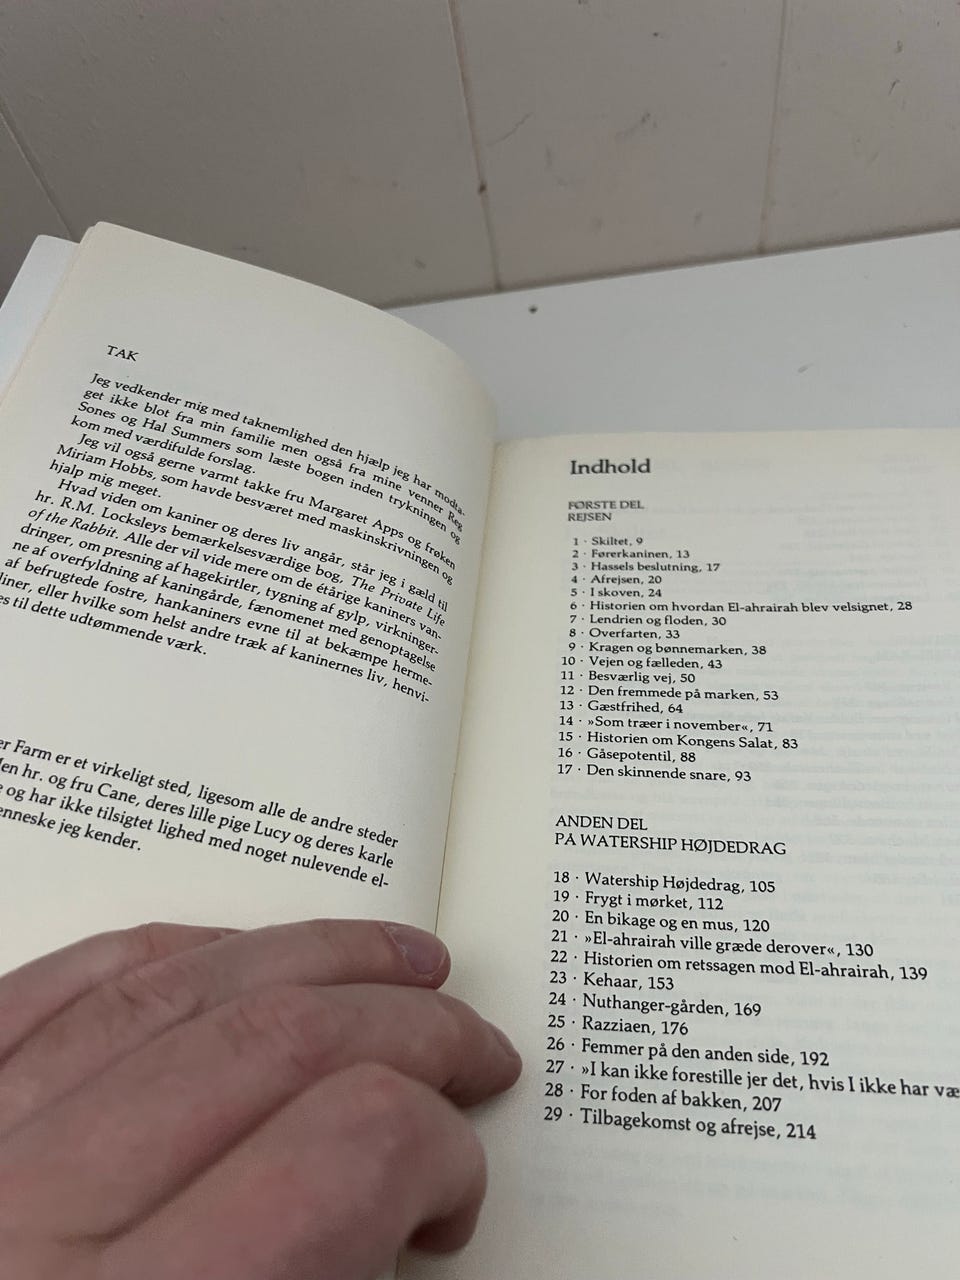 TAK
Jeg vedkender mig med taknemlighed den hjælp jeg har modta-
get ikke blot fra min familie men også fra mine venner Reg
Sones og Hal Summers som læste bogen inden trykningen og
kom med værdifulde forslag.
Jeg vil også gerne varmt takke fru Margaret Apps og frøken
Miriam Hobbs, som havde besværet med maskinskrivningen og
hjalp mig meget.
Hvad viden om kaniner og deres liv angår, står jeg i gæld til
hr. R.M. Locksleys bemærkelsesværdige bog, The Private Life
of the Rabbit. Alle der vil vide mere om de étårige kaniners van-
dringer, om presning af hagekirtler, tygning af gylp, virkninger-
ne af overfyldning af kaningårde, fænomenet med genoptagelse
af befrugtede fostre, hankaniners evne til at bekæmpe herme-
liner, eller hvilke som helst andre træk af kaninernes liv, henvi-
es til dette udtømmende værk.
er Farm er et virkeligt sted, ligesom alle de andre steder
hr. og fru Cane, deres lille pige Lucy og deres karle
og har ikke tilsigtet lighed med noget nulevende el-
enneske jeg kender.
Indhold
FØRSTE DEL
REJSEN
1 · Skiltet, 9
2 · Førerkaninen, 13
3 · Hassels beslutning, 17
4 · Afrejsen, 20
5 · I skoven, 24
6 · Historien om hvordan El-ahrairah blev velsignet, 28
7 · Lendrien og floden, 30
8 · Overfarten, 33
9 · Kragen og bønnemarken, 38
10 · Vejen og fælleden, 43
11 · Besværlig vej, 50
12 · Den fremmede på marken, 53
13 · Gæstfrihed, 64
14 · »Som træer i november«, 71
15 · Historien om Kongens Salat, 83
16 · Gåsepotentil, 88
17 · Den skinnende snare, 93
ANDEN DEL
PÅ WATERSHIP HØJDEDRAG
18 · Watership Højdedrag, 105
19 · Frygt i mørket, 112
20 · En bikage og en mus, 120
21 · »El-ahrairah ville græde derover«, 130
22 · Historien om retssagen mod El-ahrairah, 139
23 · Kehaar, 153
24 · Nuthanger-gården, 169
25 · Razziaen, 176
26 · Femmer på den anden side, 192
27 · »I kan ikke forestille jer det, hvis I ikke har væ
28 · For foden af bakken, 207
29 · Tilbagekomst og afrejse, 214